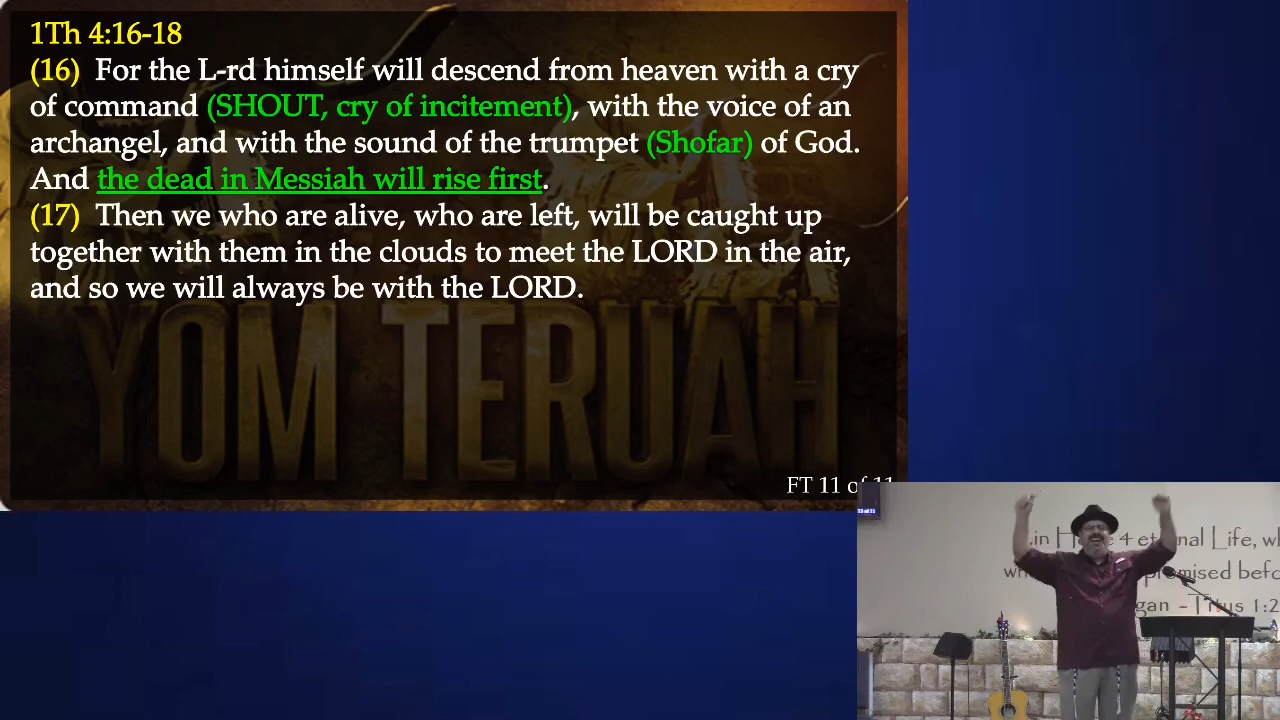 1Th 4:16-18
(16) For the L-rd himself will descend from heaven with a cry
of command (SHOUT, cry of incitement), with the voice of an
archangel, and with the sound of the trumpet (Shofar) of God.
And the dead in Messiah will rise first.
(17) Then we who are alive, who are left, will be caught up
together with them in the clouds to meet the LORD in the air,
and so we will always be with the LORD.
YOM TERUAH
FT 11 of 11
...in 4 Life,
- Titus 1:2